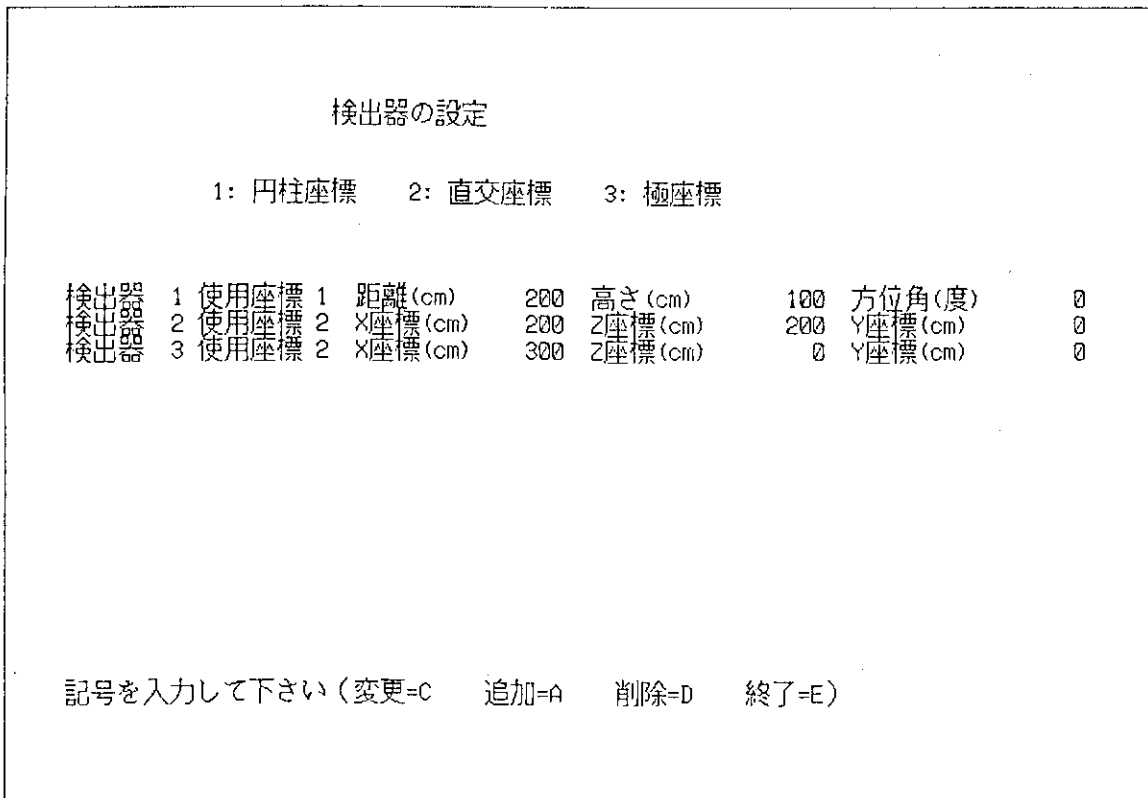 検出器の設定
1: 円柱座標 2: 直交座標 3: 極座標
検出器 1 使用座標 1 距離(cm) 200 高さ(cm) 100 方位角(度) 0
検出器 2 使用座標 2 X座標(cm) 200 Z座標(cm) 200 Y座標(cm) 0
検出器 3 使用座標 2 X座標(cm) 300 Z座標(cm) 0 Y座標(cm) 0
記号を入力して下さい(変更=C 追加=A 削除=D 終了=E)